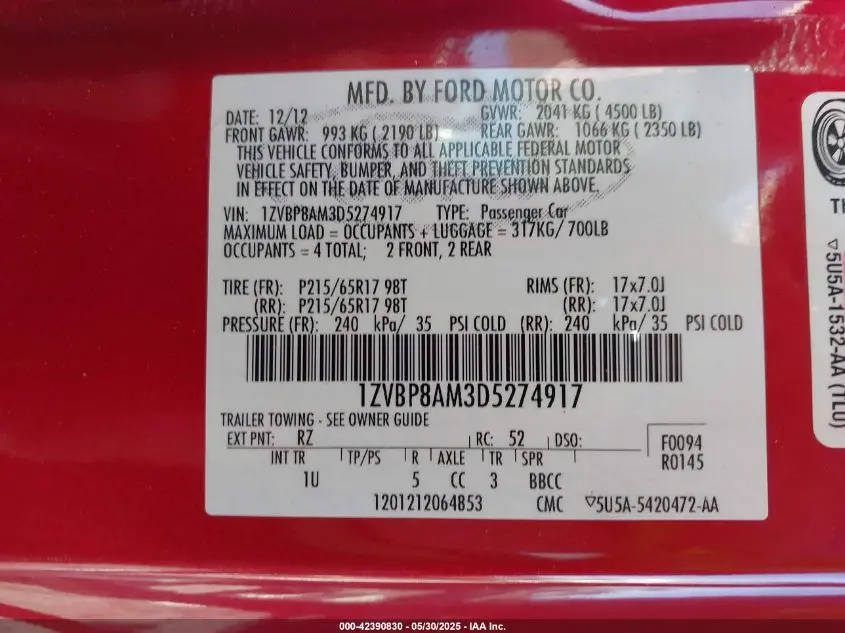 MFD. BY FORD MOTOR CO.
DATE: 12/12 GVWR: 2041 KG ( 4500 LB)
FRONT GAWR: 993 KG ( 2190 LB) REAR GAWR: 1066 KG ( 2350 LB)
THIS VEHICLE CONFORMS TO ALL APPLICABLE FEDERAL MOTOR
VEHICLE SAFETY, BUMPER, AND THEFT PREVENTION STANDARDS
IN EFFECT ON THE DATE OF MANUFACTURE SHOWN ABOVE.
VIN: 1ZVBP8AM3D5274917 TYPE: Passenger Car
MAXIMUM LOAD = OCCUPANTS + LUGGAGE = 317KG/ 700LB
OCCUPANTS = 4 TOTAL; 2 FRONT, 2 REAR
TIRE (FR): P215/65R17 98T RIMS (FR): 17x7.0J
(RR): P215/65R17 98T (RR): 17x7.0J
PRESSURE (FR): 240 kPa/ 35 PSI COLD (RR): 240 kPa/ 35 PSI COLD
1ZVBP8AM3D5274917
TRAILER TOWING - SEE OWNER GUIDE
EXT PNT: RZ RC: 52 DSO: F0094
INT TR TP/PS R AXLE TR SPR R0145
1U 5 CC 3 BBCC
1201212064853 CMC ▽5U5A-5420472-AA
TH
▽5U5A-1532-AA (TLU)
000-42390830 - 05/30/2025 - IAA Inc.